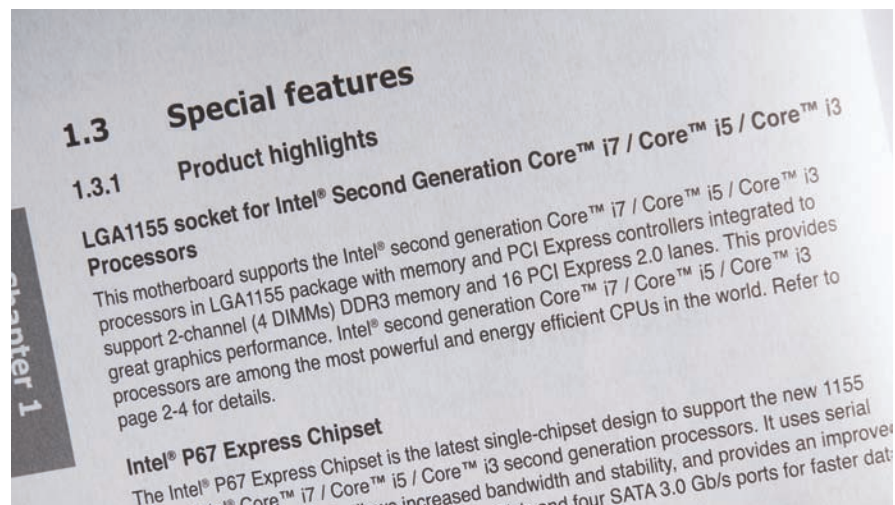 1.3 Special features
1.3.1 Product highlights
LGA1155 socket for Intel® Second Generation Core™ i7 / Core™ i5 / Core™ i3
Processors
This motherboard supports the Intel® second generation Core™ i7 / Core™ i5 / Core™ i3
processors in LGA1155 package with memory and PCI Express controllers integrated to
support 2-channel (4 DIMMs) DDR3 memory and 16 PCI Express 2.0 lanes. This provides
great graphics performance. Intel® second generation Core™ i7 / Core™ i5 / Core™ i3
processors are among the most powerful and energy efficient CPUs in the world. Refer to
page 2-4 for details.
Intel® P67 Express Chipset
The Intel® P67 Express Chipset is the latest single-chipset design to support the new 1155
Core™ i7 / Core™ i5 / Core™ i3 second generation processors. It uses serial
increased bandwidth and stability, and provides an improved
and four SATA 3.0 Gb/s ports for faster dat
Chapter 1